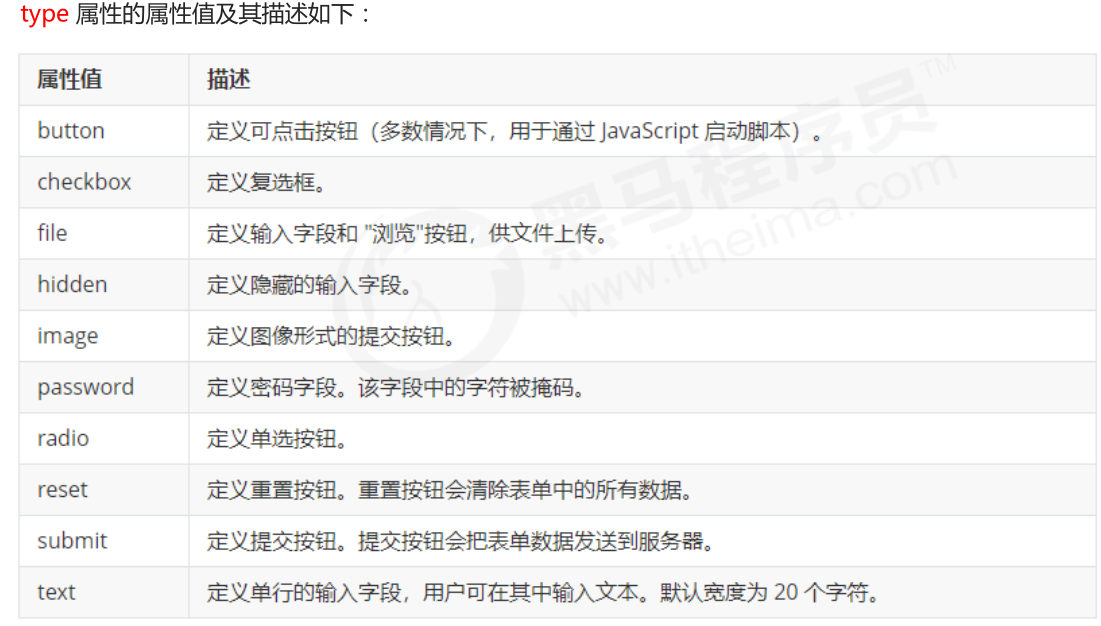 type 属性的属性值及其描述如下：
属性值 描述
button 定义可点击按钮（多数情况下，用于通过 JavaScript 启动脚本）。
checkbox 定义复选框。
file 定义输入字段和 "浏览"按钮，供文件上传。
hidden 定义隐藏的输入字段。
image 定义图像形式的提交按钮。
password 定义密码字段。该字段中的字符被掩码。
radio 定义单选按钮。
reset 定义重置按钮。重置按钮会清除表单中的所有数据。
submit 定义提交按钮。提交按钮会把表单数据发送到服务器。
text 定义单行的输入字段，用户可在其中输入文本。默认宽度为 20 个字符。
黑马程序员™
www.itheima.com